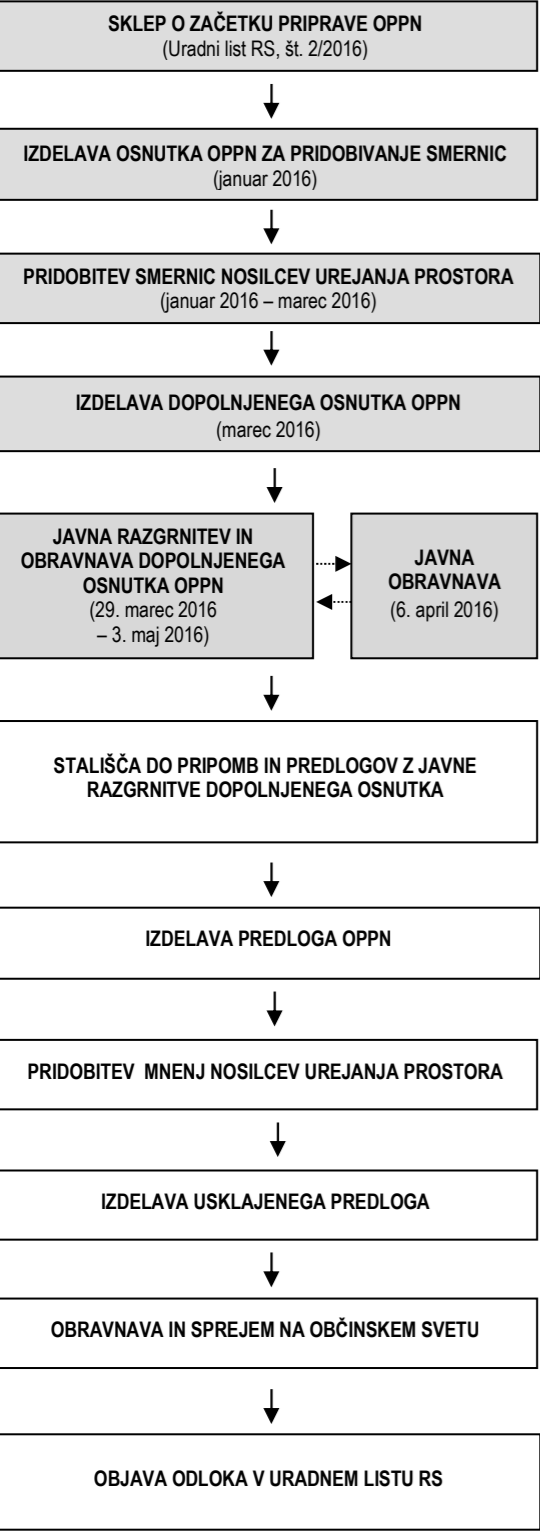 SKLEP O ZAČETKU PRIPRAVE OPPN
(Uradni list RS, št. 2/2016)
IZDELAVA OSNUTKA OPPN ZA PRIDOBIVANJE SMERNIC
(januar 2016)
PRIDOBITEV SMERNIC NOSILCEV UREJANJA PROSTORA
(januar 2016 – marec 2016)
IZDELAVA DOPOLNJENEGA OSNUTKA OPPN
(marec 2016)
JAVNA RAZGRNITEV IN
OBRAVNAVA DOPOLNJENEGA
OSNUTKA OPPN
(29. marec 2016
– 3. maj 2016)
JAVNA
OBRAVNAVA
(6. april 2016)
STALIŠČA DO PRIPOMB IN PREDLOGOV Z JAVNE
RAZGRNITVE DOPOLNJENEGA OSNUTKA
IZDELAVA PREDLOGA OPPN
PRIDOBITEV MNENJ NOSILCEV UREJANJA PROSTORA
IZDELAVA USKLAJENEGA PREDLOGA
OBRAVNAVA IN SPREJEM NA OBČINSKEM SVETU
OBJAVA ODLOKA V URADNEM LISTU RS